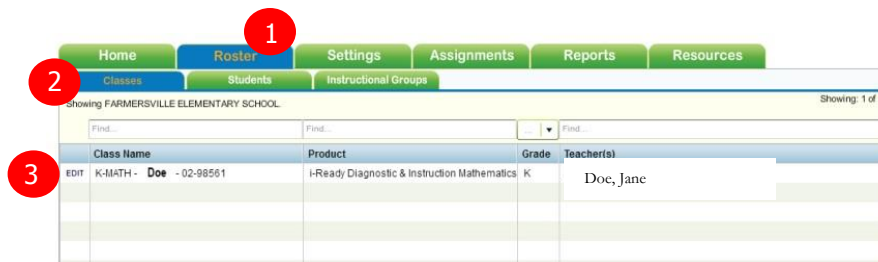 1
Home Roster Settings Assignments Reports Resources
2
Classes Students Instructional Groups
Showing FARMERSVILLE ELEMENTARY SCHOOL. Showing: 1 of
Find... Find... ... Find...
Class Name Product Grade Teacher(s)
3
EDIT K-MATH - Doe - 02-98561 i-Ready Diagnostic & Instruction Mathematics K Doe, Jane